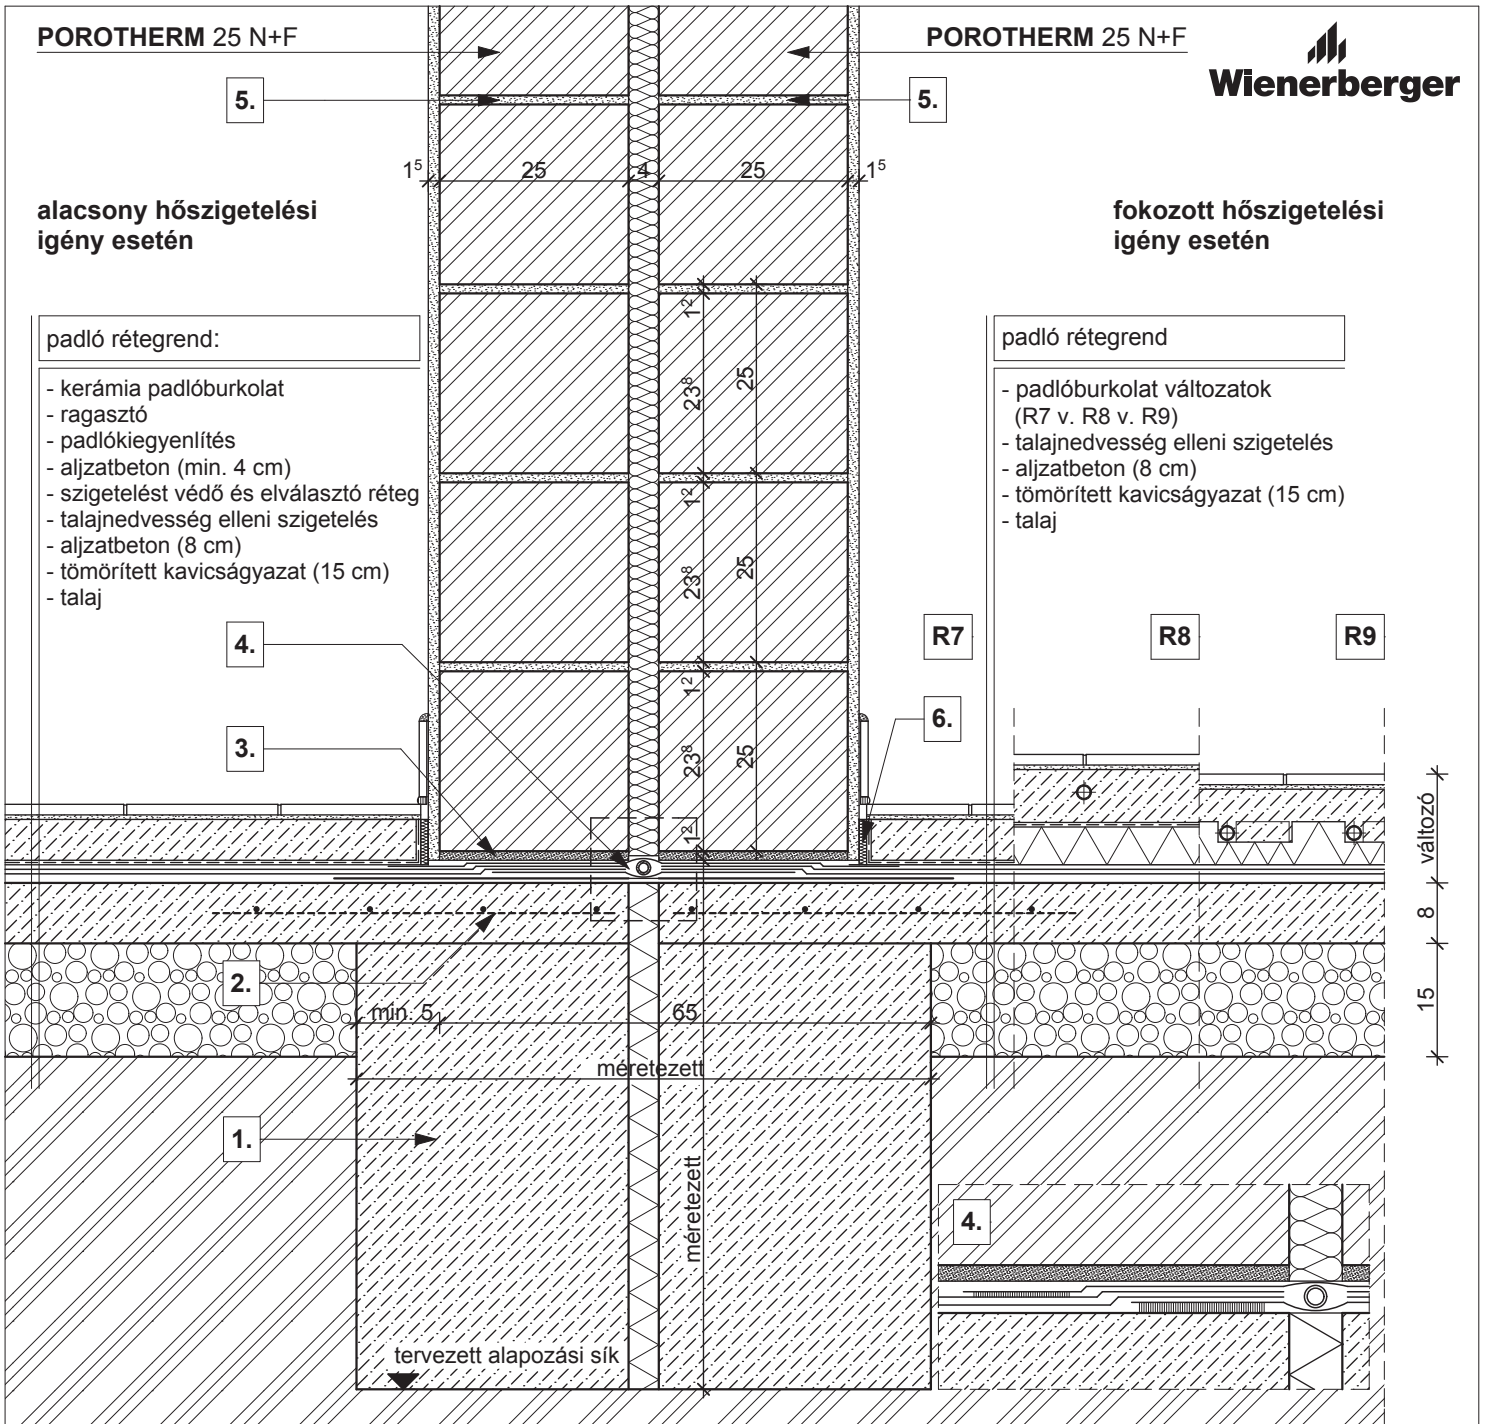 POROTHERM 25 N+F
POROTHERM 25 N+F
Wienerberger
5.
5.
1⁵
25
4
25
1⁵
alacsony hőszigetelési
igény esetén
fokozott hőszigetelési
igény esetén
padló rétegrend:
- kerámia padlóburkolat
- ragasztó
- padlókiegyenlítés
- aljzatbeton (min. 4 cm)
- szigetelést védő és elválasztó réteg
- talajnedvesség elleni szigetelés
- aljzatbeton (8 cm)
- tömörített kavicságyazat (15 cm)
- talaj
padló rétegrend
- padlóburkolat változatok
(R7 v. R8 v. R9)
- talajnedvesség elleni szigetelés
- aljzatbeton (8 cm)
- tömörített kavicságyazat (15 cm)
- talaj
1²
23⁸
25
1²
23⁸
25
1²
23⁸
25
1²
4.
R7
R8
R9
3.
6.
változó
8
15
2.
min. 5
65
méretezett
1.
méretezett
4.
tervezett alapozási sík